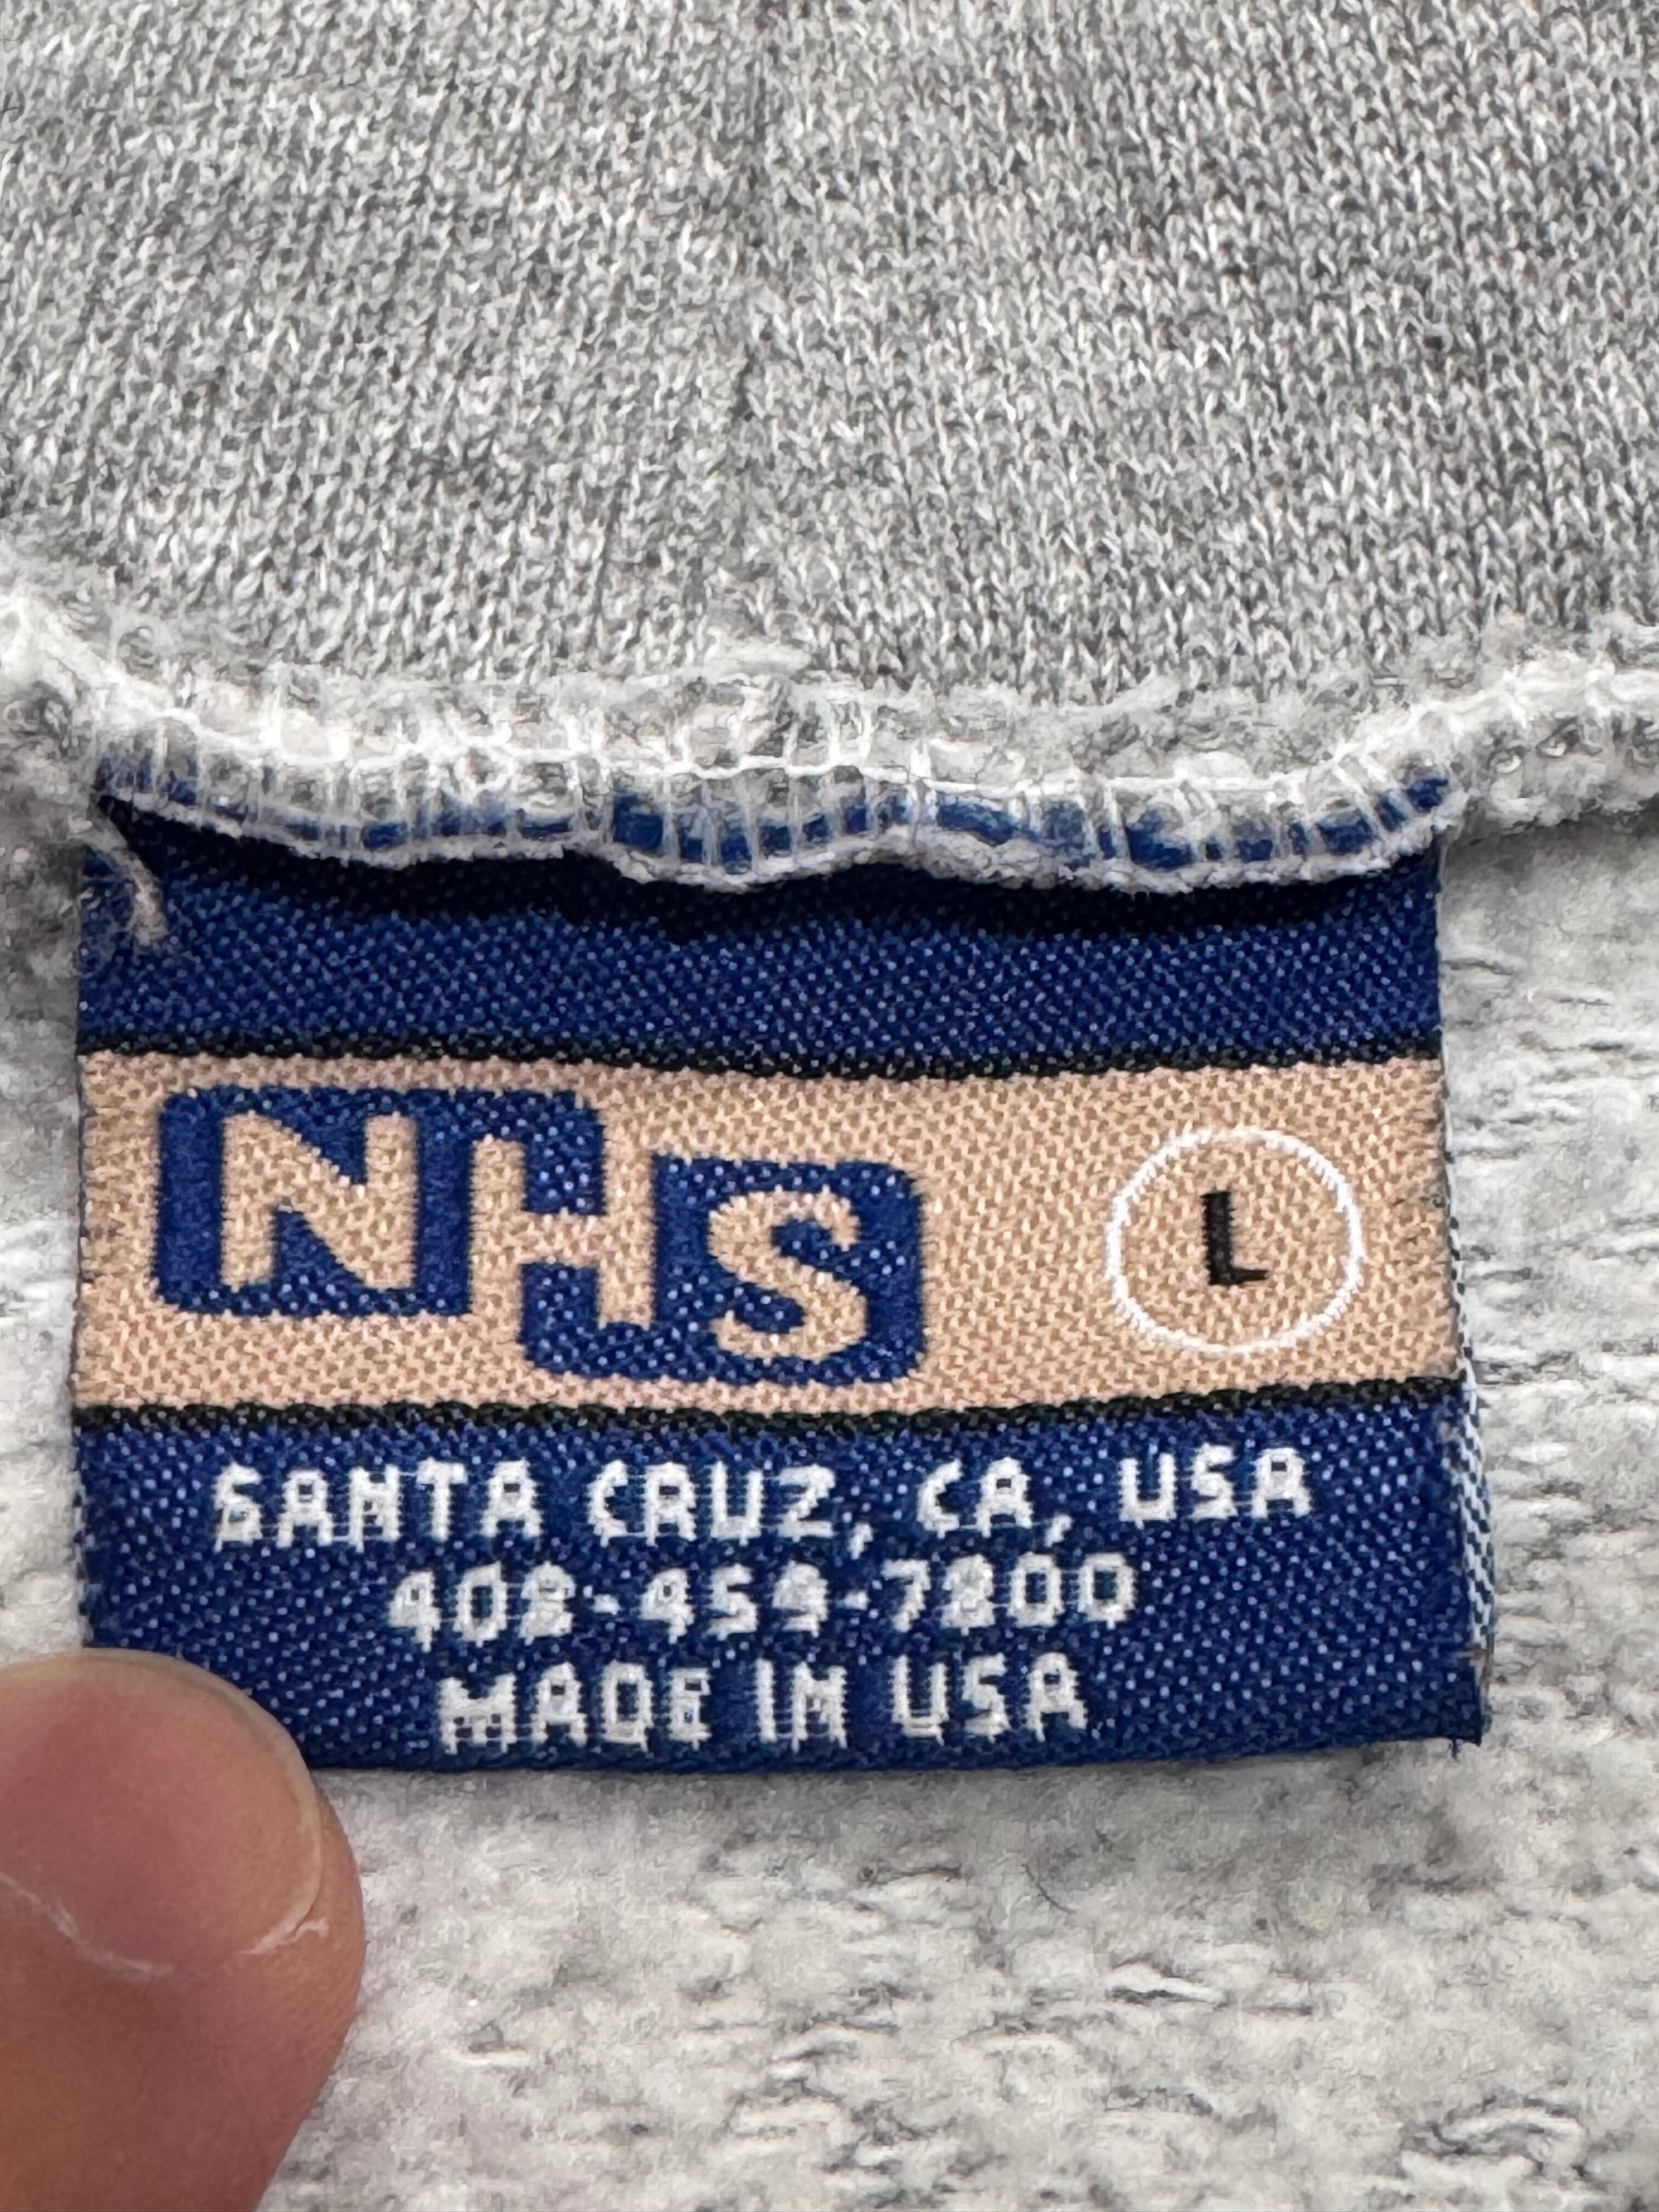 NHS L
SANTA CRUZ, CA, USA
408-459-7800
MADE IN USA